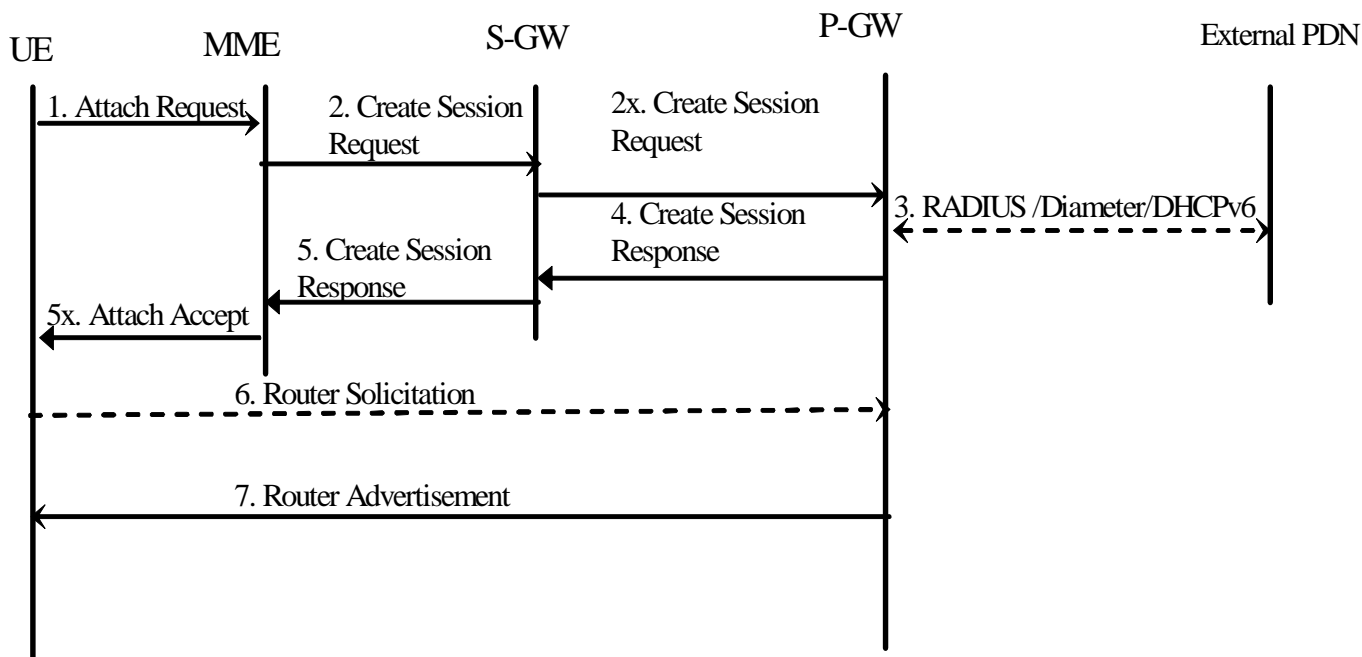 UE
MME
S-GW
P-GW
External PDN
1. Attach Request
2. Create Session
Request
2x. Create Session
Request
3. RADIUS /Diameter/DHCPv6
4. Create Session
Response
5. Create Session
Response
5x. Attach Accept
6. Router Solicitation
7. Router Advertisement